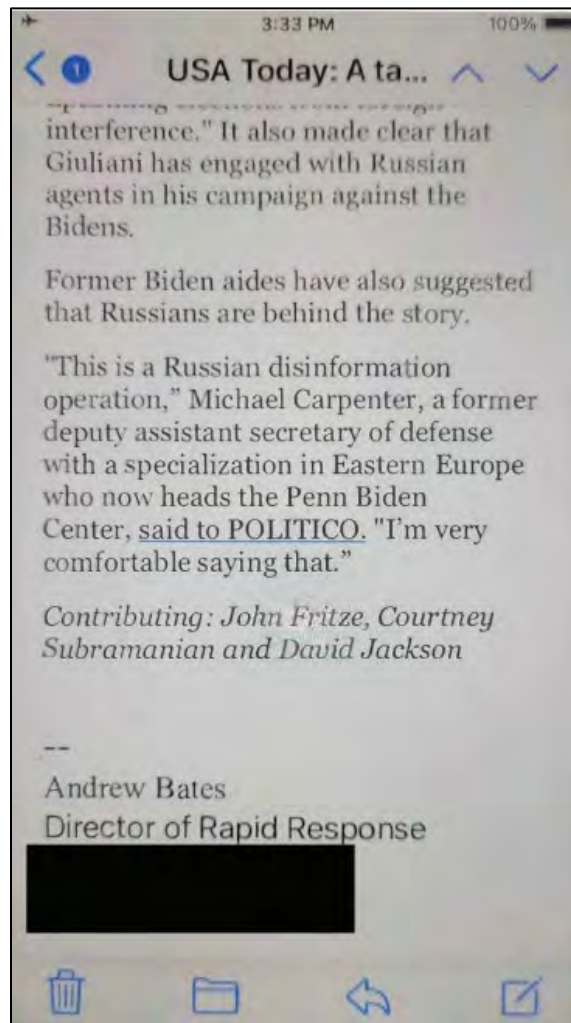 3:33 PM
100%
1
USA Today: A ta...
interference." It also made clear that
Giuliani has engaged with Russian
agents in his campaign against the
Bidens.
Former Biden aides have also suggested
that Russians are behind the story.
"This is a Russian disinformation
operation,” Michael Carpenter, a former
deputy assistant secretary of defense
with a specialization in Eastern Europe
who now heads the Penn Biden
Center, said to POLITICO. "I’m very
comfortable saying that.”
Contributing: John Fritze, Courtney
Subramanian and David Jackson
--
Andrew Bates
Director of Rapid Response